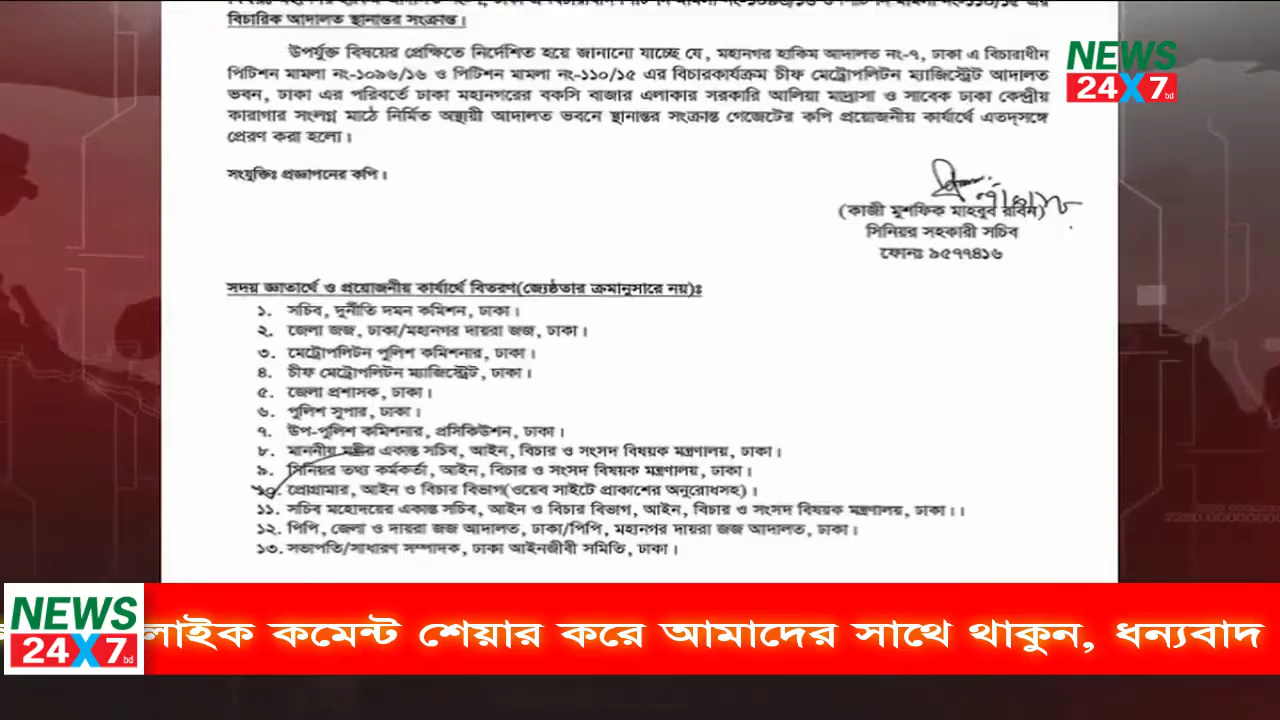 বিচারিক আদালত স্থানান্তর সংক্রান্ত।
উপর্যুক্ত বিষয়ের প্রেক্ষিতে নির্দেশিত হয়ে জানানো যাচ্ছে যে, মহানগর হাকিম আদালত নং-৭, ঢাকা এ বিচারাধীন
পিটিশন মামলা নং-১০৯৬/১৬ ও পিটিশন মামলা নং-১১০/১৫ এর বিচারকার্যক্রম চীফ মেট্রোপলিটন ম্যাজিস্ট্রেট আদালত
ভবন, ঢাকা এর পরিবর্তে ঢাকা মহানগরের বকসি বাজার এলাকার সরকারি আলিয়া মাদ্রাসা ও সাবেক ঢাকা কেন্দ্রীয়
কারাগার সংলগ্ন মাঠে নির্মিত অস্থায়ী আদালত ভবনে স্থানান্তর সংক্রান্ত গেজেটের কপি প্রয়োজনীয় কার্যার্থে এতদ্সঙ্গে
প্রেরণ করা হলো।
সংযুক্তিঃ প্রজ্ঞাপনের কপি।
(কাজী মুশফিক মাহবুব রবিন)
সিনিয়র সহকারী সচিব
ফোনঃ ৯৫৭৭৪১৬
সদয় জ্ঞাতার্থে ও প্রয়োজনীয় কার্যার্থে বিতরণ(জ্যেষ্ঠতার ক্রমানুসারে নয়)ঃ
১. সচিব, দুর্নীতি দমন কমিশন, ঢাকা।
২. জেলা জজ, ঢাকা/মহানগর দায়রা জজ, ঢাকা।
৩. মেট্রোপলিটন পুলিশ কমিশনার, ঢাকা।
৪. চীফ মেট্রোপলিটন ম্যাজিস্ট্রেট, ঢাকা।
৫. জেলা প্রশাসক, ঢাকা।
৬. পুলিশ সুপার, ঢাকা।
৭. উপ-পুলিশ কমিশনার, প্রসিকিউশন, ঢাকা।
৮. মাননীয় মন্ত্রীর একান্ত সচিব, আইন, বিচার ও সংসদ বিষয়ক মন্ত্রণালয়, ঢাকা।
৯. সিনিয়র তথ্য কর্মকর্তা, আইন, বিচার ও সংসদ বিষয়ক মন্ত্রণালয়, ঢাকা।
১০. প্রোগ্রামার, আইন ও বিচার বিভাগ(ওয়েব সাইটে প্রকাশের অনুরোধসহ)।
১১. সচিব মহোদয়ের একান্ত সচিব, আইন ও বিচার বিভাগ, আইন, বিচার ও সংসদ বিষয়ক মন্ত্রণালয়, ঢাকা।।
১২. পিপি, জেলা ও দায়রা জজ আদালত, ঢাকা/পিপি, মহানগর দায়রা জজ আদালত, ঢাকা।
১৩. সভাপতি/সাধারণ সম্পাদক, ঢাকা আইনজীবী সমিতি, ঢাকা।
NEWS
24X7bd
NEWS
24X7bd
লাইক কমেন্ট শেয়ার করে আমাদের সাথে থাকুন, ধন্যবাদ